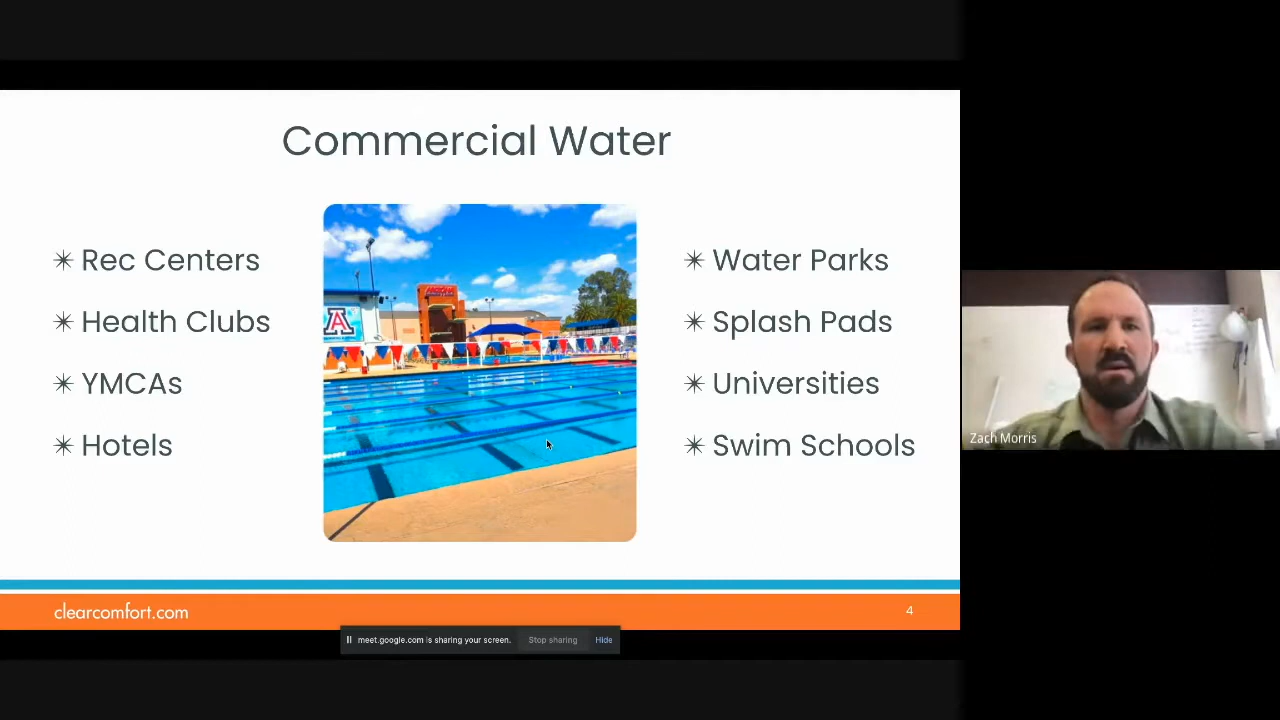 Commercial Water
Rec Centers
Health Clubs
YMCAs
Hotels
A
Water Parks
Splash Pads
Universities
Swim Schools
Zach Morris
clearcomfort.com
4
meet.google.com is sharing your screen.
Stop sharing
Hide